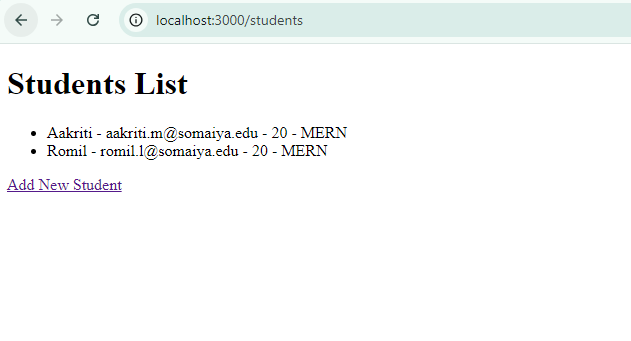 localhost:3000/students
Students List
Aakriti - aakriti.m@somaiya.edu - 20 - MERN
Romil - romil.l@somaiya.edu - 20 - MERN
Add New Student